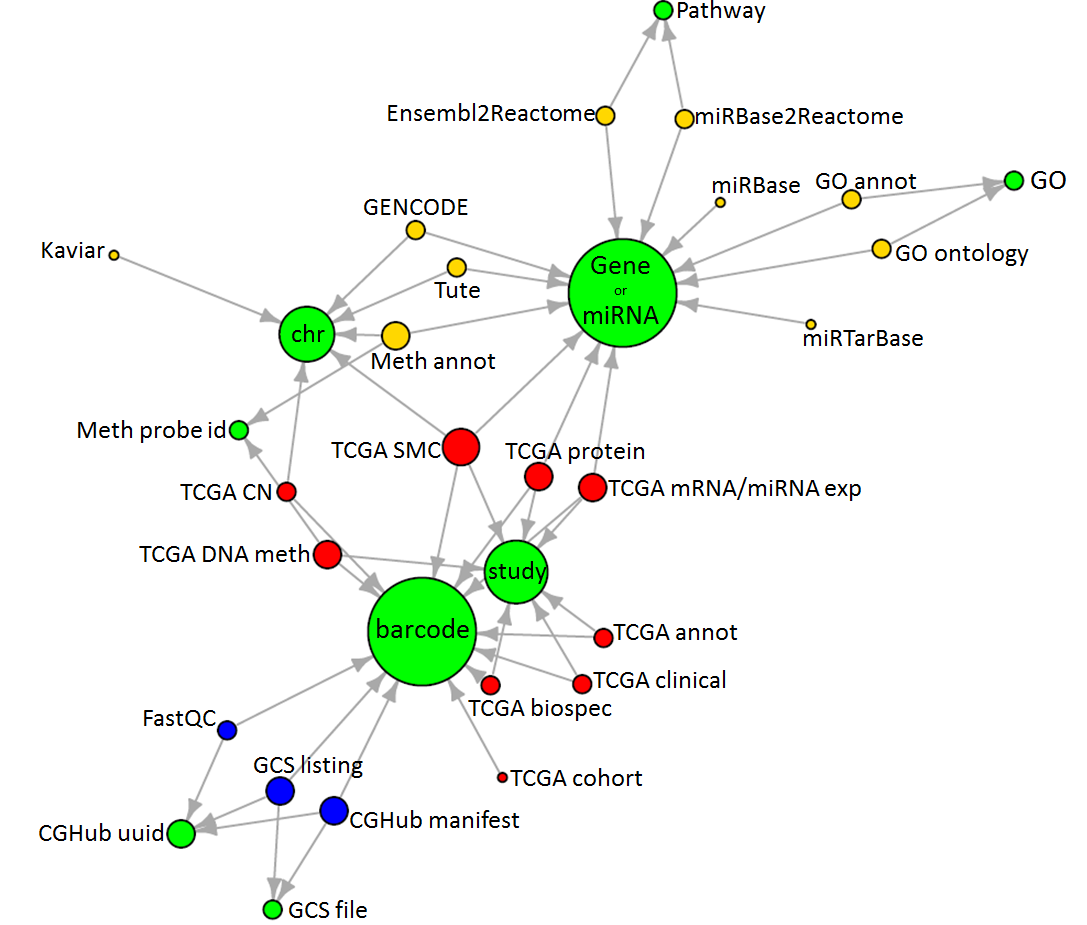 Pathway
Ensembl2Reactome
miRBase2Reactome
miRBase
GO annot
GO
GENCODE
Kaviar
GO ontology
Gene
or
miRNA
Tute
chr
miRTarBase
Meth annot
Meth probe id
TCGA SMC
TCGA protein
TCGA CN
TCGA mRNA/miRNA exp
TCGA DNA meth
study
barcode
TCGA annot
TCGA clinical
TCGA biospec
FastQC
GCS listing
TCGA cohort
CGHub manifest
CGHub uuid
GCS file